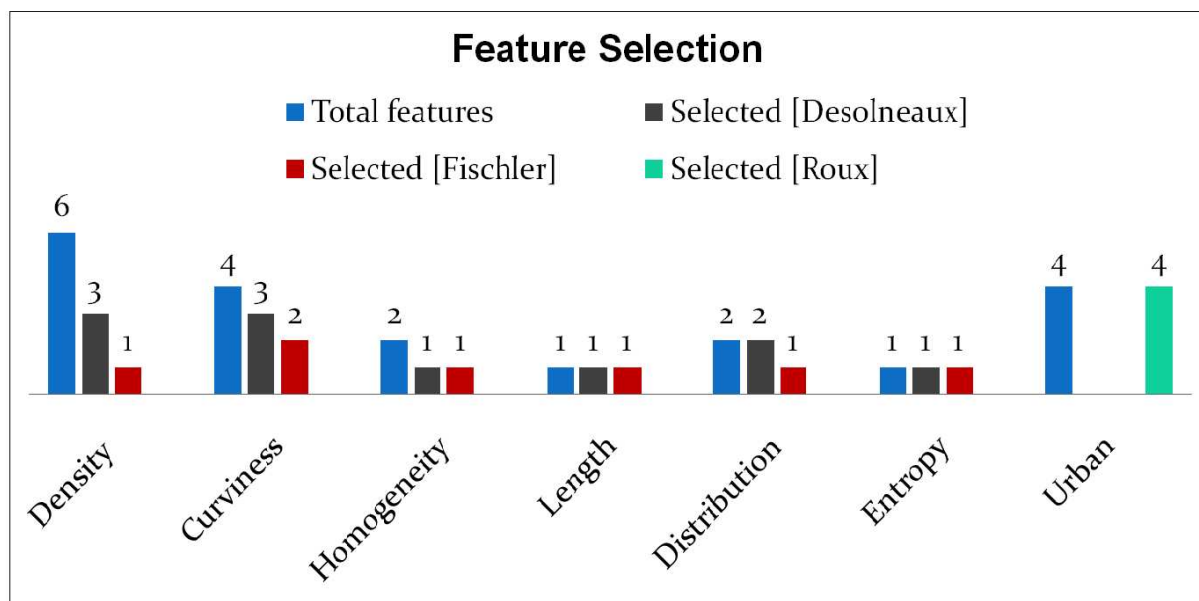 Feature Selection
Total features
Selected [Desolneaux]
Selected [Fischler]
Selected [Roux]
6
3
1
4
3
2
2
1
1
1
1
1
2
2
1
1
1
1
4
4
Density
Curviness
Homogeneity
Length
Distribution
Entropy
Urban